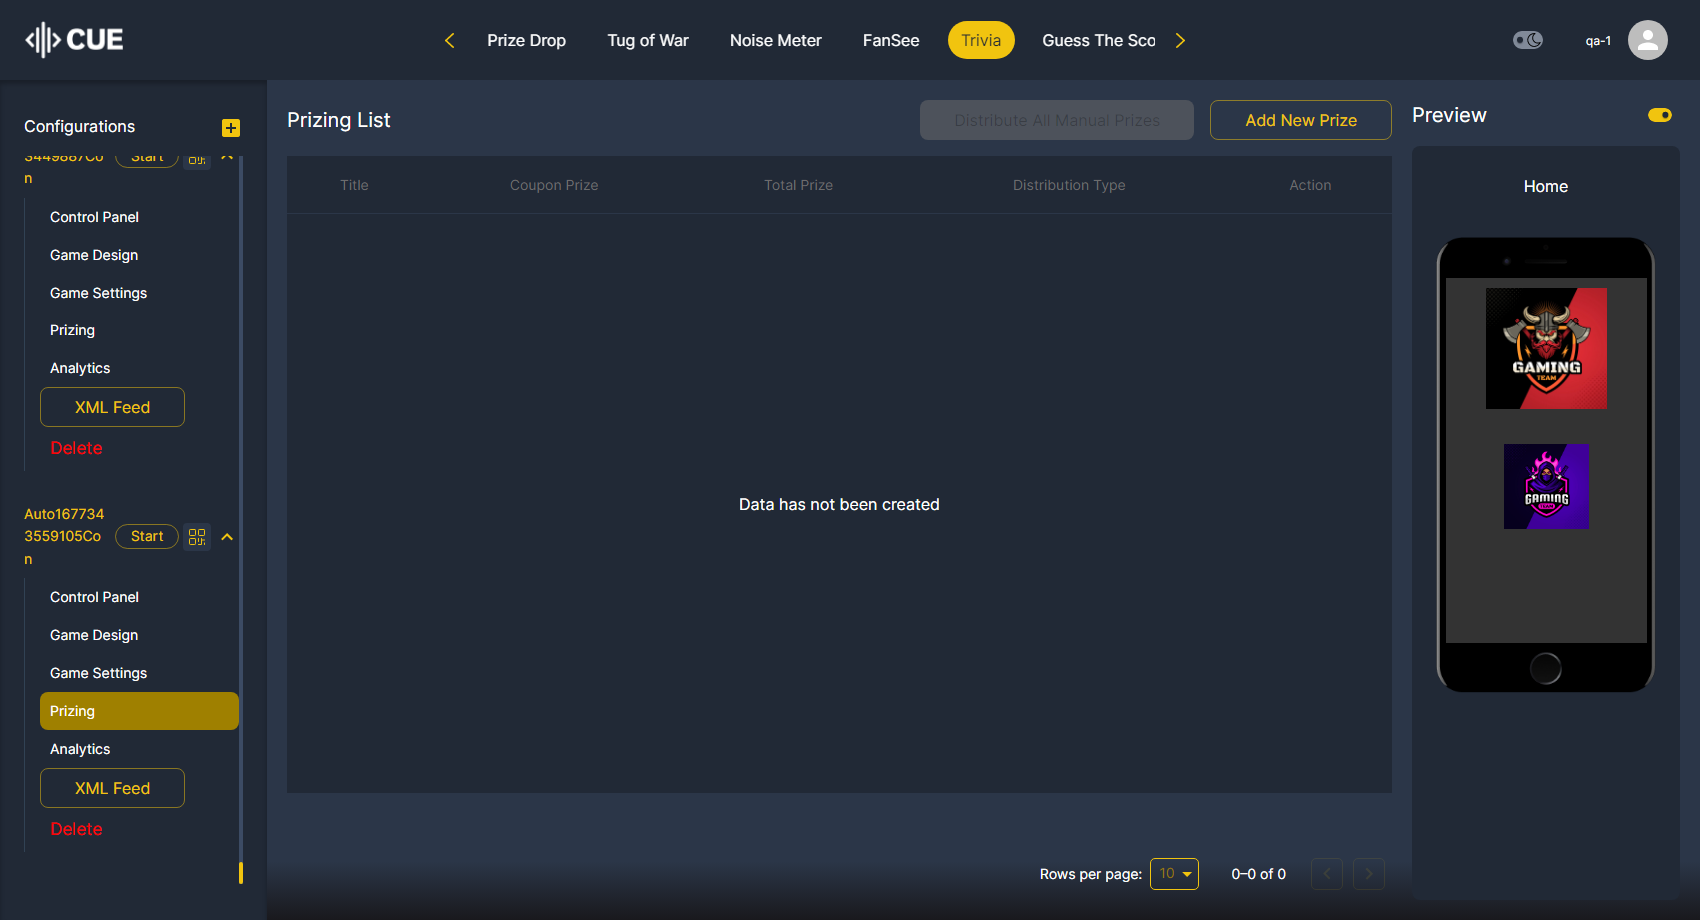 CUE
Prize Drop
Tug of War
Noise Meter
FanSee
Trivia
Guess The Sco
qa-1
Configurations
3449887Co
n
Start
Control Panel
Game Design
Game Settings
Prizing
Analytics
XML Feed
Delete
Auto167734
3559105Co
n
Start
Control Panel
Game Design
Game Settings
Prizing
Analytics
XML Feed
Delete
Prizing List
Distribute All Manual Prizes
Add New Prize
Title
Coupon Prize
Total Prize
Distribution Type
Action
Data has not been created
Rows per page:
10
0–0 of 0
Preview
Home
GAMING
TEAM
GAMING
TEAM